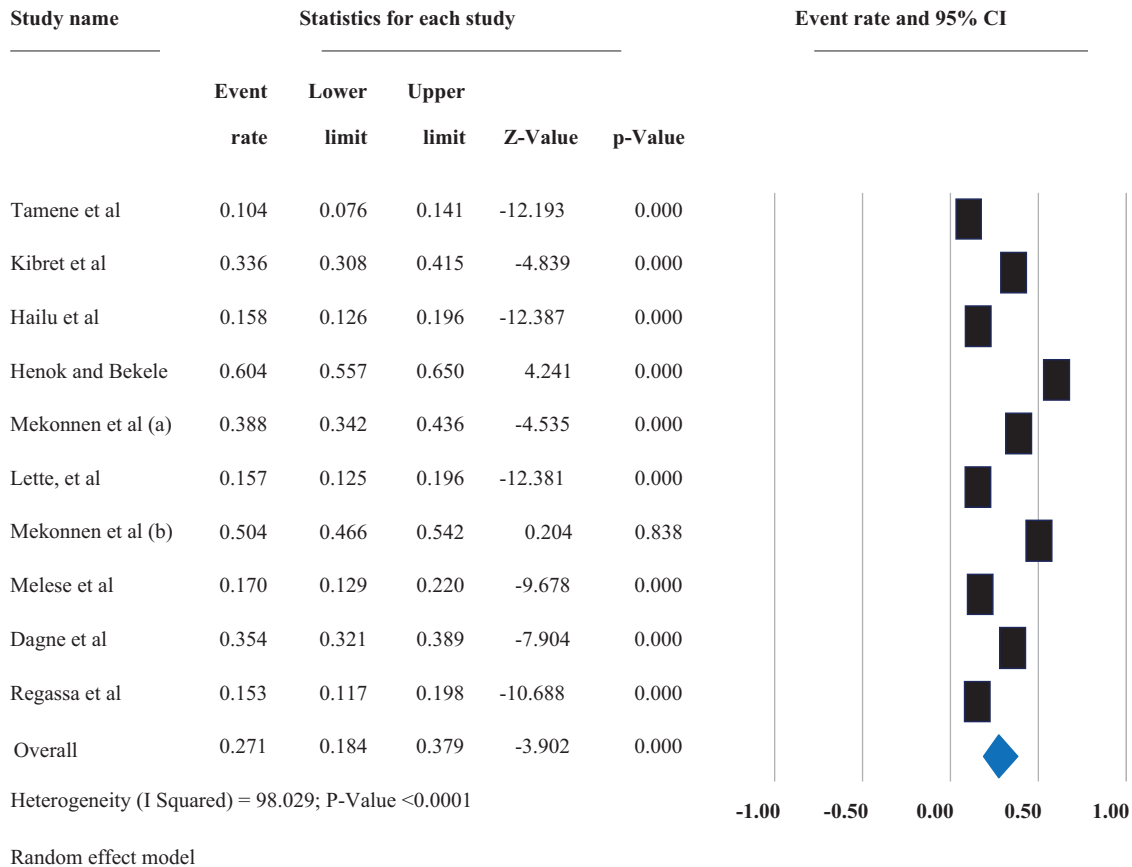 Study name Statistics for each study Event rate and 95% CI
Event Lower Upper
rate limit limit Z-Value p-Value
Tamene et al 0.104 0.076 0.141 -12.193 0.000
Kibret et al 0.336 0.308 0.415 -4.839 0.000
Hailu et al 0.158 0.126 0.196 -12.387 0.000
Henok and Bekele 0.604 0.557 0.650 4.241 0.000
Mekonnen et al (a) 0.388 0.342 0.436 -4.535 0.000
Lette, et al 0.157 0.125 0.196 -12.381 0.000
Mekonnen et al (b) 0.504 0.466 0.542 0.204 0.838
Melese et al 0.170 0.129 0.220 -9.678 0.000
Dagne et al 0.354 0.321 0.389 -7.904 0.000
Regassa et al 0.153 0.117 0.198 -10.688 0.000
Overall 0.271 0.184 0.379 -3.902 0.000
Heterogeneity (I Squared) = 98.029; P-Value <0.0001
-1.00 -0.50 0.00 0.50 1.00
Random effect model